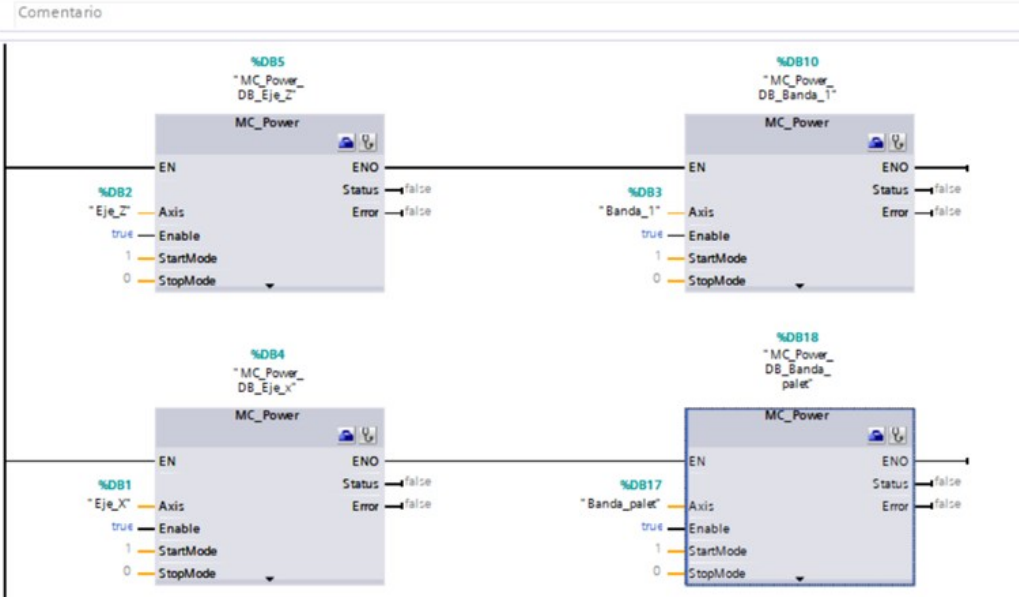 Comentario
%DB5
"MC_Power_
DB_Eje_Z"
MC_Power
EN
ENO
Status
false
%DB2
"Eje_Z"
Axis
Error
false
true
Enable
1
StartMode
0
StopMode
%DB10
"MC_Power_
DB_Banda_1"
MC_Power
EN
ENO
Status
false
%DB3
"Banda_1"
Axis
Error
false
true
Enable
1
StartMode
0
StopMode
%DB4
"MC_Power_
DB_Eje_x"
MC_Power
EN
ENO
Status
false
%DB1
"Eje_X"
Axis
Error
false
true
Enable
1
StartMode
0
StopMode
%DB18
"MC_Power_
DB_Banda_
palet"
MC_Power
EN
ENO
Status
false
%DB17
"Banda_palet"
Axis
Error
false
true
Enable
1
StartMode
0
StopMode